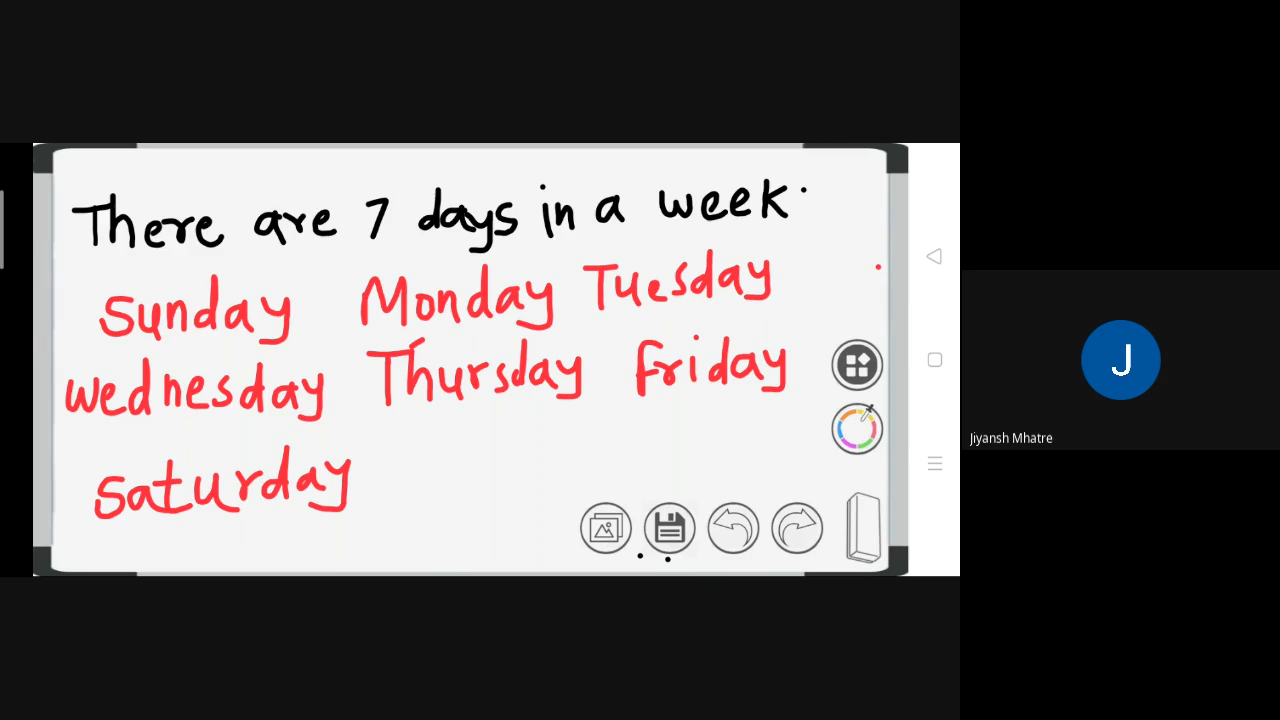 There are 7 days in a week.
Sunday Monday Tuesday
Wednesday Thursday Friday
Saturday
J
Jiyansh Mhatre